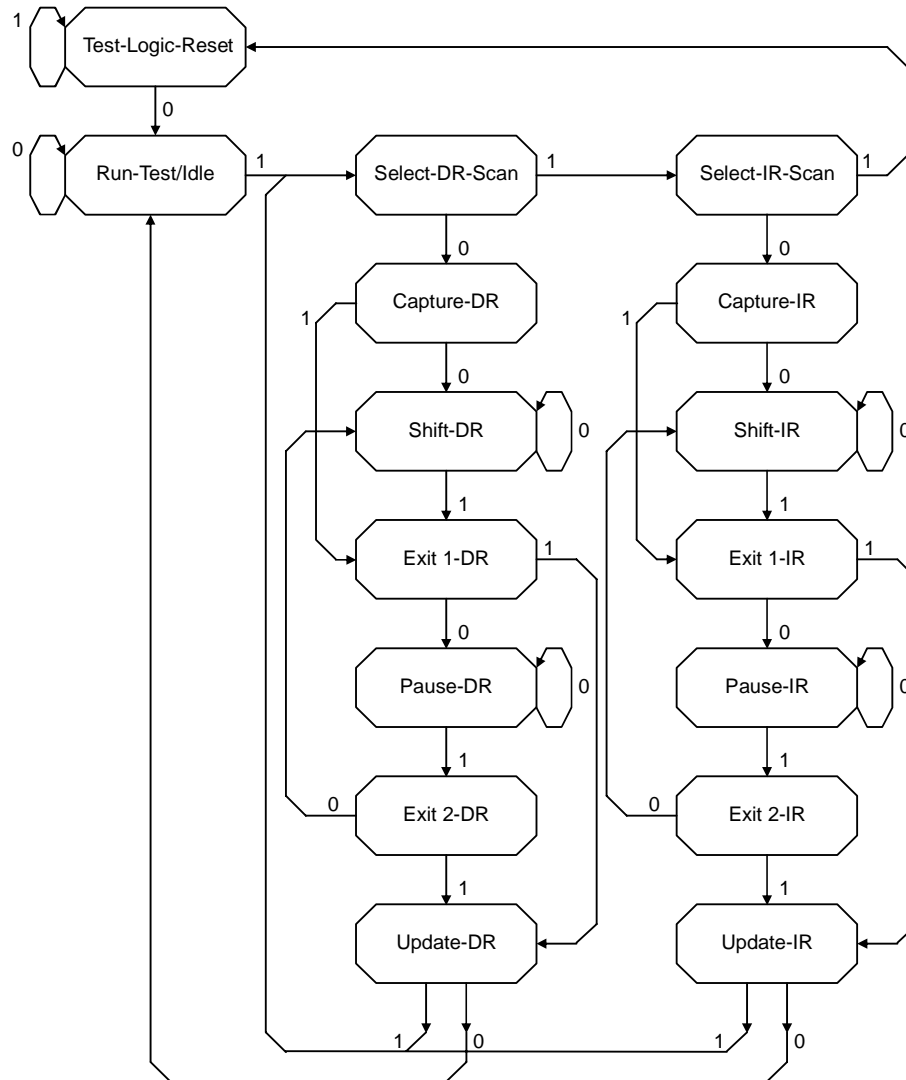 1
Test-Logic-Reset
0
0
Run-Test/Idle
1
Select-DR-Scan
1
Select-IR-Scan
1
0
0
Capture-DR
Capture-IR
1
1
0
0
Shift-DR
0
Shift-IR
0
1
1
Exit 1-DR
1
Exit 1-IR
1
0
0
Pause-DR
0
Pause-IR
0
1
1
0
Exit 2-DR
0
Exit 2-IR
1
1
Update-DR
Update-IR
1
0
1
0